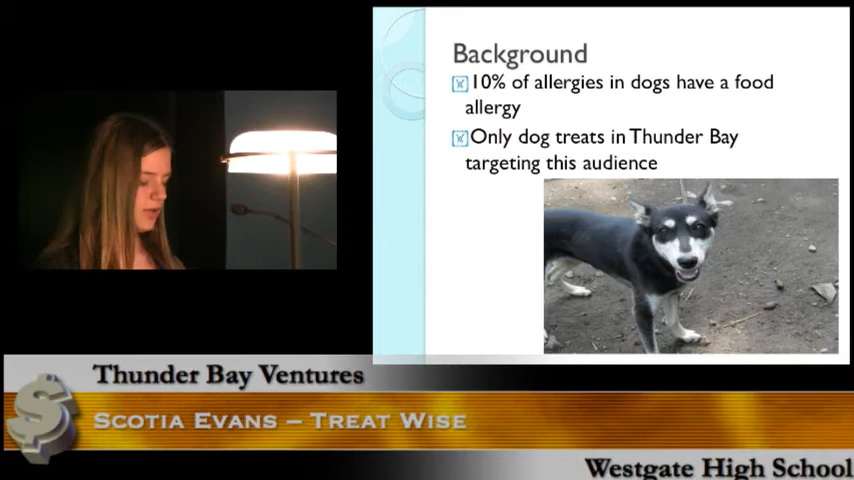 Background
10% of allergies in dogs have a food
allergy
Only dog treats in Thunder Bay
targeting this audience
Thunder Bay Ventures
$
Scotia Evans – Treat Wise
Westgate High School